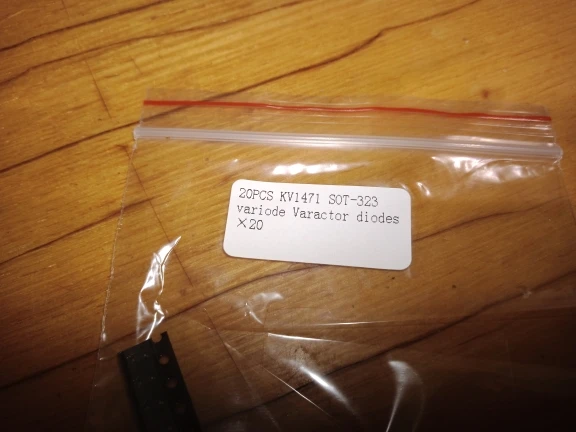 20PCS KV1471 SOT-323
variode Varactor diodes
×20